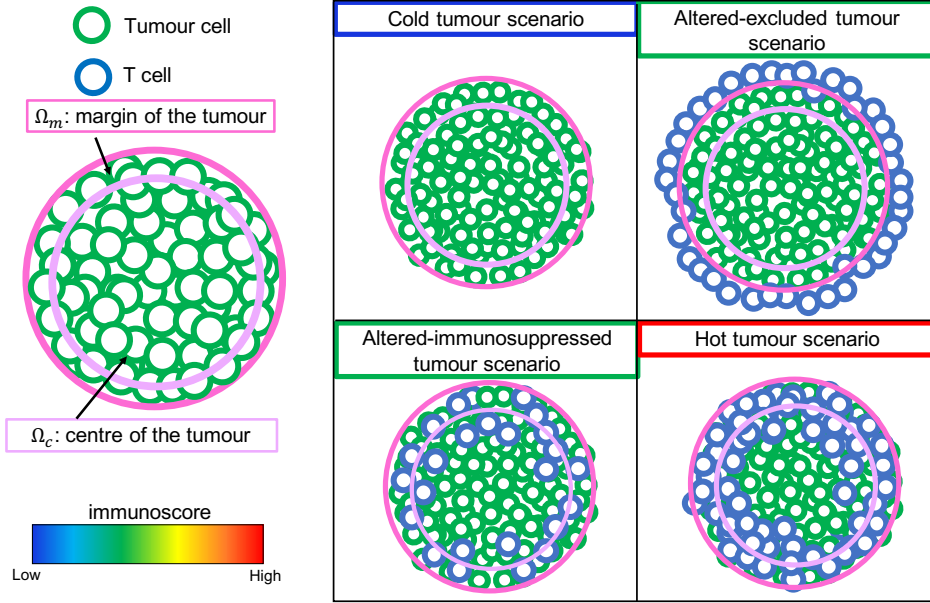 Tumour cell
T cell
Ω𝑚: margin of the tumour
Ω𝑐: centre of the tumour
immunoscore
Low
High
Cold tumour scenario
Altered-excluded tumour
scenario
Altered-immunosuppressed
tumour scenario
Hot tumour scenario